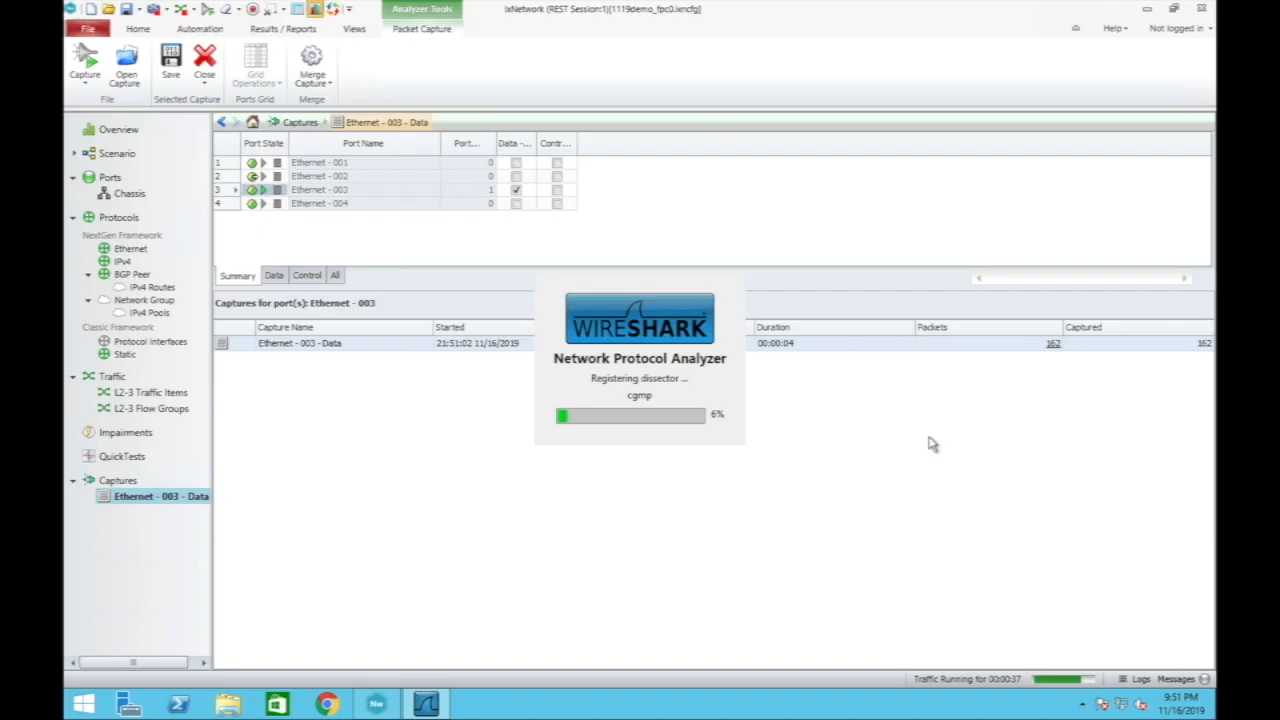 Analyzer Tools
IxNetwork (REST Session:1)[1119demo_fpc0.ixncfg]
File
Home
Automation
Results / Reports
Views
Packet Capture
Help
Not logged in
Capture
Open Capture
Save
Close
Grid Operations
Merge Capture
File
Selected Capture
Ports Grid
Merge
Overview
Scenario
Ports
Chassis
Protocols
NextGen Framework
Ethernet
IPv4
BGP Peer
IPv4 Routes
Network Group
IPv4 Pools
Classic Framework
Protocol Interfaces
Static
Traffic
L2-3 Traffic Items
L2-3 Flow Groups
Impairments
QuickTests
Captures
Ethernet - 003 - Data
Captures Ethernet - 003 - Data
Port State Port Name Port... Data -... Contr...
1 Ethernet - 001 0
2 Ethernet - 002 0
3 Ethernet - 003 1
4 Ethernet - 004 0
Summary Data Control All
Captures for port(s): Ethernet - 003
Capture Name Started Duration Packets Captured
Ethernet - 003 - Data 21:51:02 11/16/2019 00:00:04 162 162
WIRESHARK
Network Protocol Analyzer
Registering dissector ...
cgmp
6%
Traffic Running for 00:00:37
Logs Messages
9:51 PM
11/16/2019